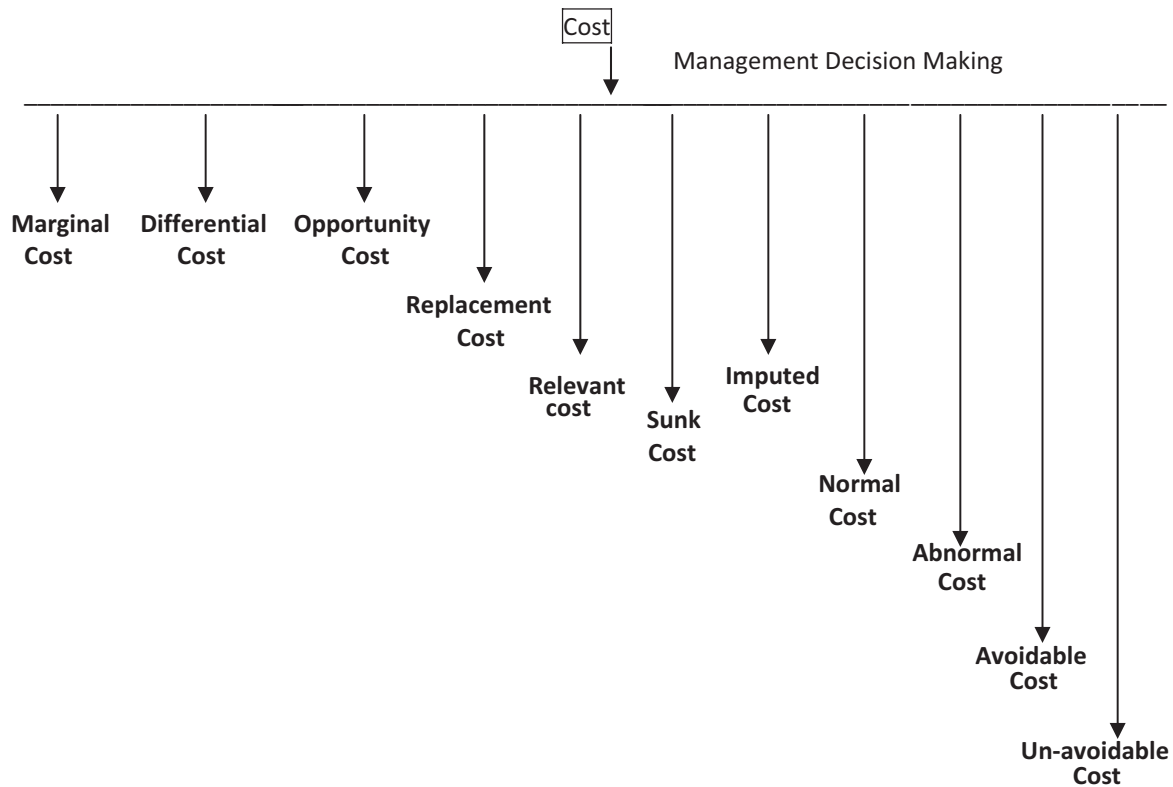 Cost
Management Decision Making
Marginal
Cost
Differential
Cost
Opportunity
Cost
Replacement
Cost
Relevant
cost
Sunk
Cost
Imputed
Cost
Normal
Cost
Abnormal
Cost
Avoidable
Cost
Un-avoidable
Cost